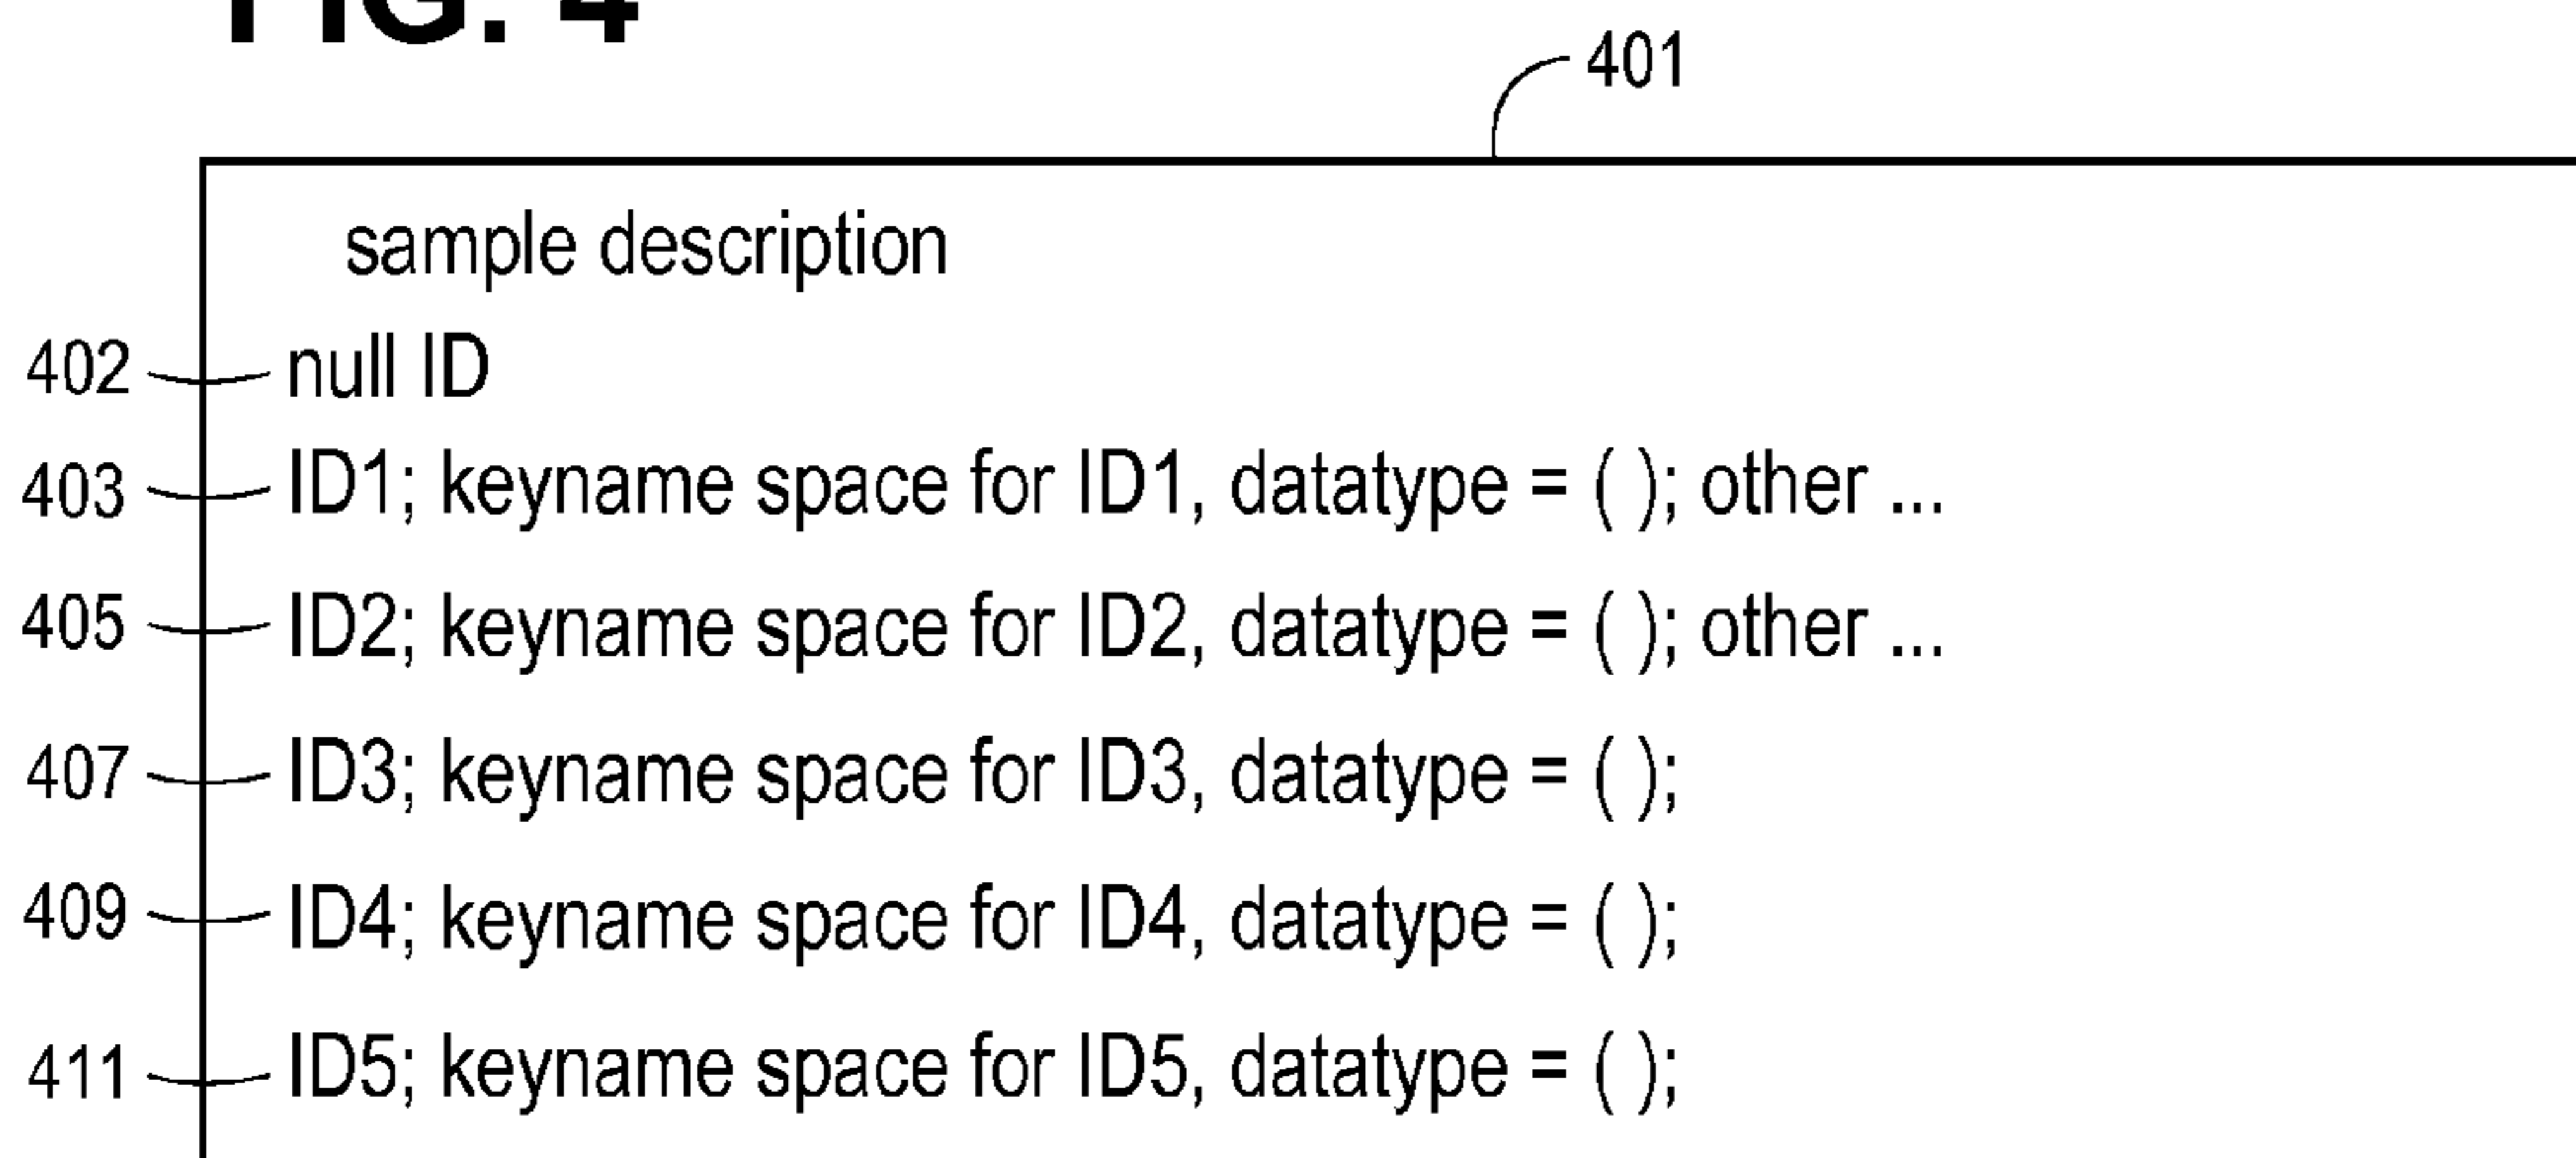 FIG. 4
401
sample description
402 null ID
403 ID1; keyname space for ID1, datatype = ( ); other ...
405 ID2; keyname space for ID2, datatype = ( ); other ...
407 ID3; keyname space for ID3, datatype = ( );
409 ID4; keyname space for ID4, datatype = ( );
411 ID5; keyname space for ID5, datatype = ( );